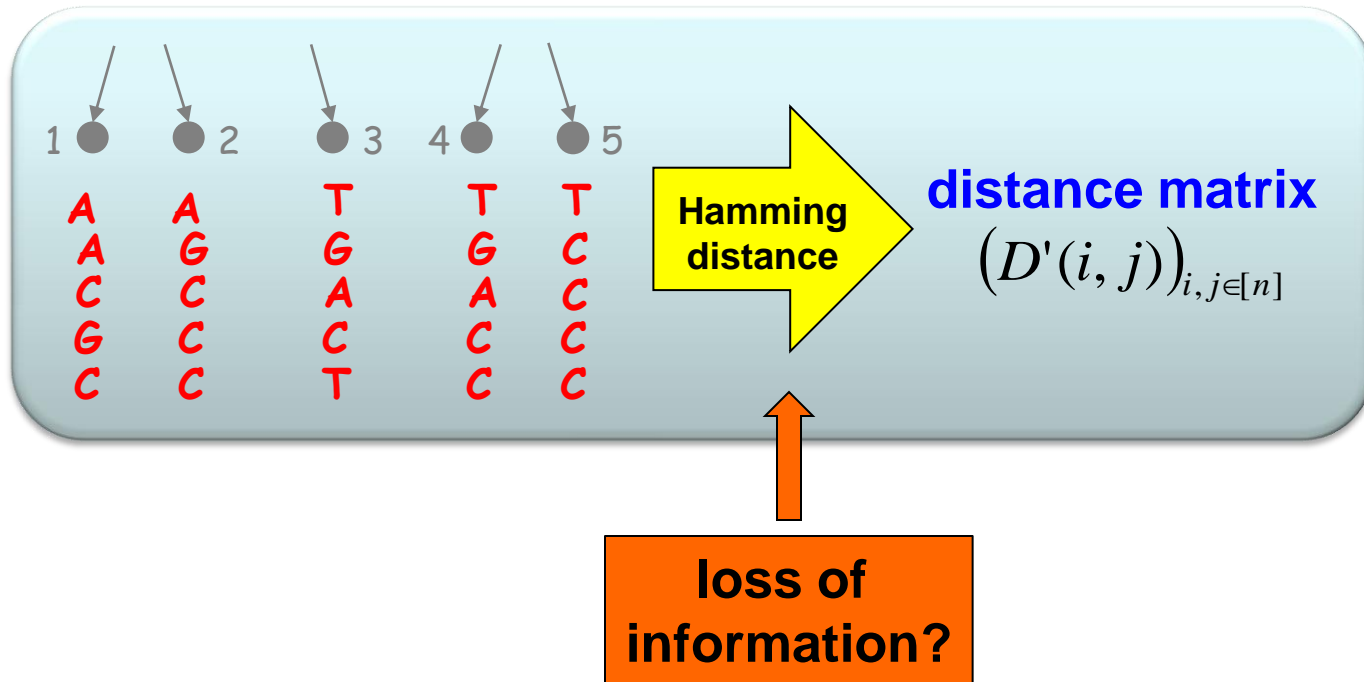 1 2 3 4 5
A A T T T
A G G G C
C C A A C
G C C C C
C C T C C
Hamming
distance
distance matrix
(D'(i, j))i,j∈[n]
loss of
information?